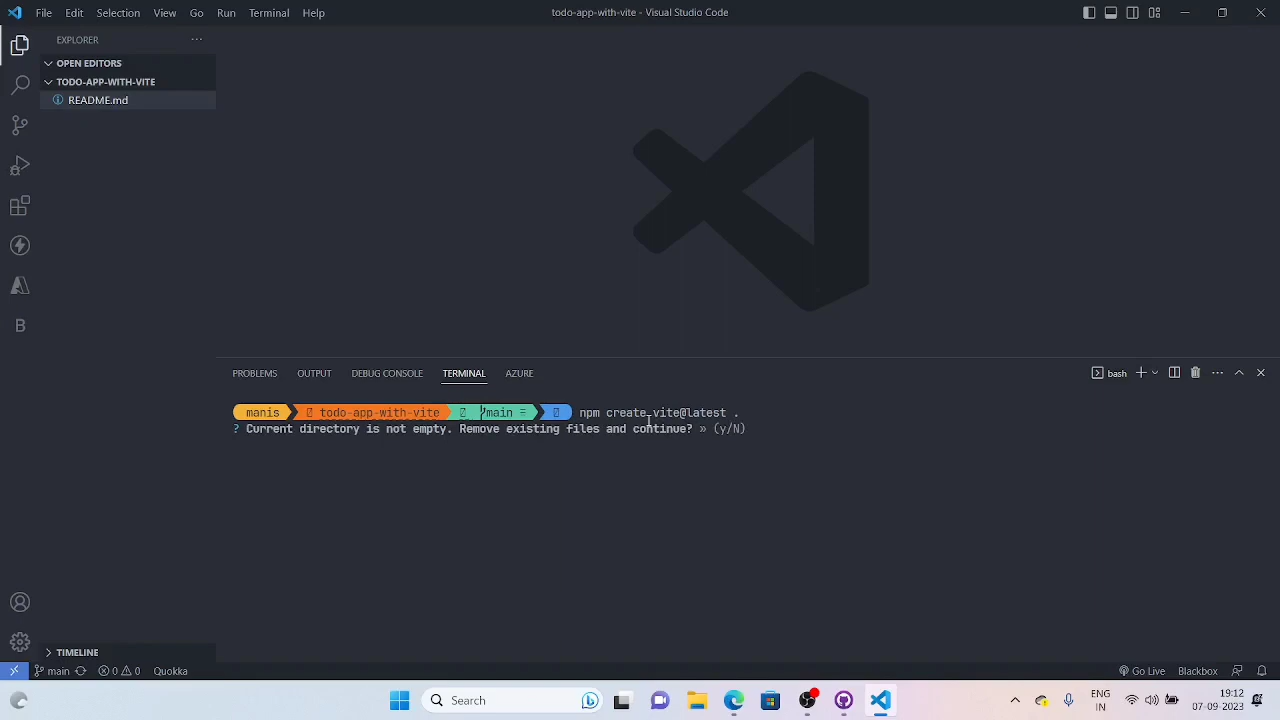 File Edit Selection View Go Run Terminal Help
todo-app-with-vite - Visual Studio Code
EXPLORER
OPEN EDITORS
TODO-APP-WITH-VITE
README.md
B
PROBLEMS OUTPUT DEBUG CONSOLE TERMINAL AZURE
bash
manis todo-app-with-vite main = npm create vite@latest .
? Current directory is not empty. Remove existing files and continue? » (y/N)
TIMELINE
main 0 0 Quokka
Go Live Blackbox
Search
ENG
IN
19:12
07-09-2023